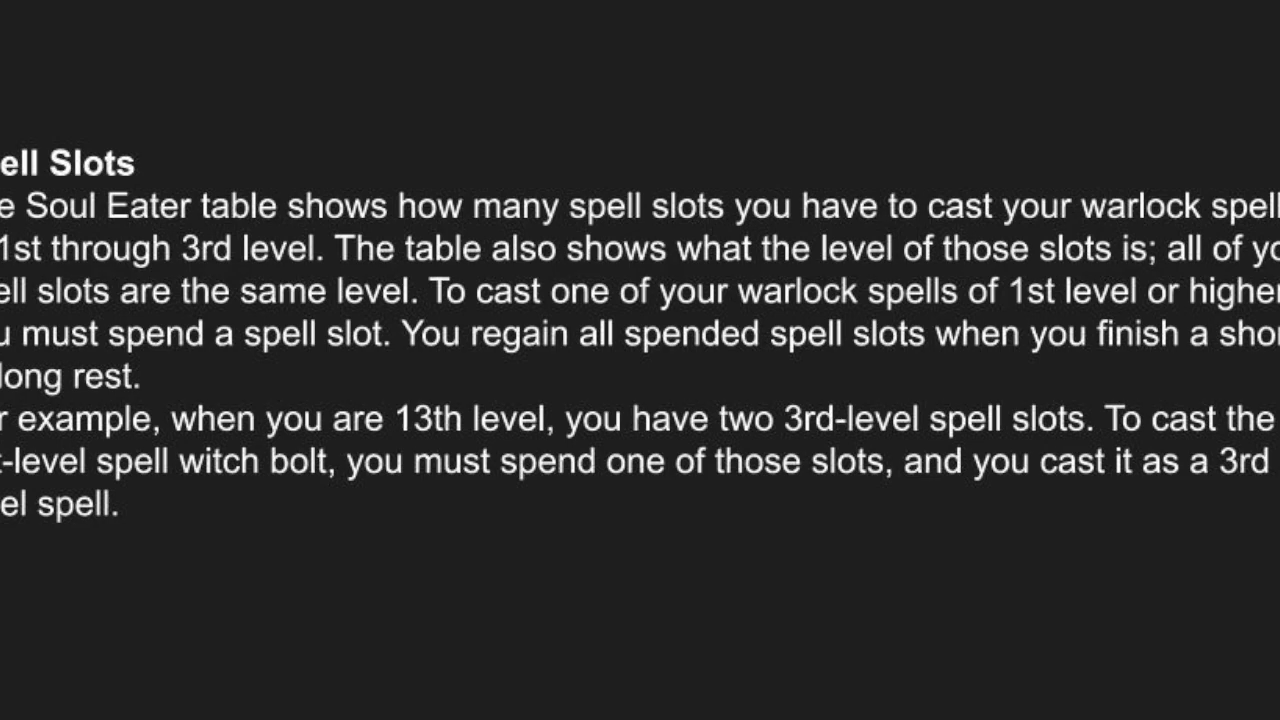 ell Slots
e Soul Eater table shows how many spell slots you have to cast your warlock spell
1st through 3rd level. The table also shows what the level of those slots is; all of yo
ell slots are the same level. To cast one of your warlock spells of 1st level or higher
u must spend a spell slot. You regain all spended spell slots when you finish a shor
long rest.
r example, when you are 13th level, you have two 3rd-level spell slots. To cast the
-level spell witch bolt, you must spend one of those slots, and you cast it as a 3rd
el spell.